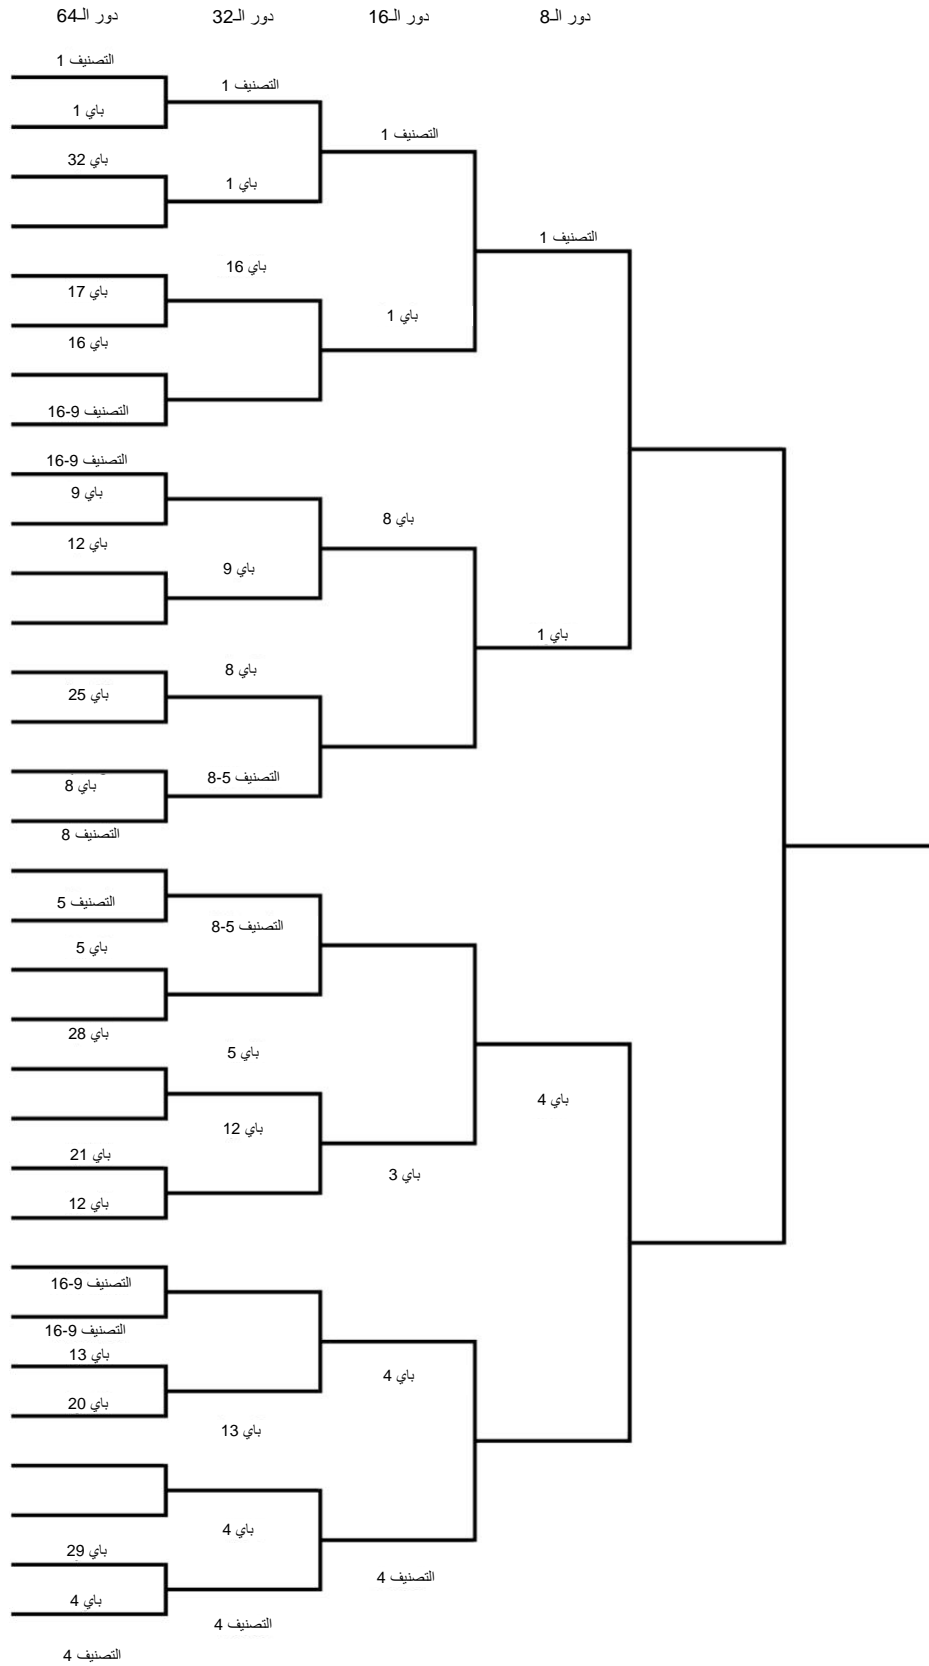 دور الـ64
دور الـ32
دور الـ16
دور الـ8
التصنيف 1
باي 1
باي 32
باي 17
باي 16
التصنيف 9-16
التصنيف 9-16
باي 9
باي 12
باي 25
باي 8
التصنيف 8
التصنيف 5
باي 5
باي 28
باي 21
باي 12
التصنيف 9-16
التصنيف 9-16
باي 13
باي 20
باي 29
باي 4
التصنيف 4
التصنيف 1
باي 1
باي 16
باي 9
باي 8
التصنيف 5-8
التصنيف 5-8
باي 5
باي 12
باي 13
باي 4
التصنيف 4
التصنيف 1
باي 1
باي 8
باي 3
باي 4
التصنيف 4
التصنيف 1
باي 1
باي 4